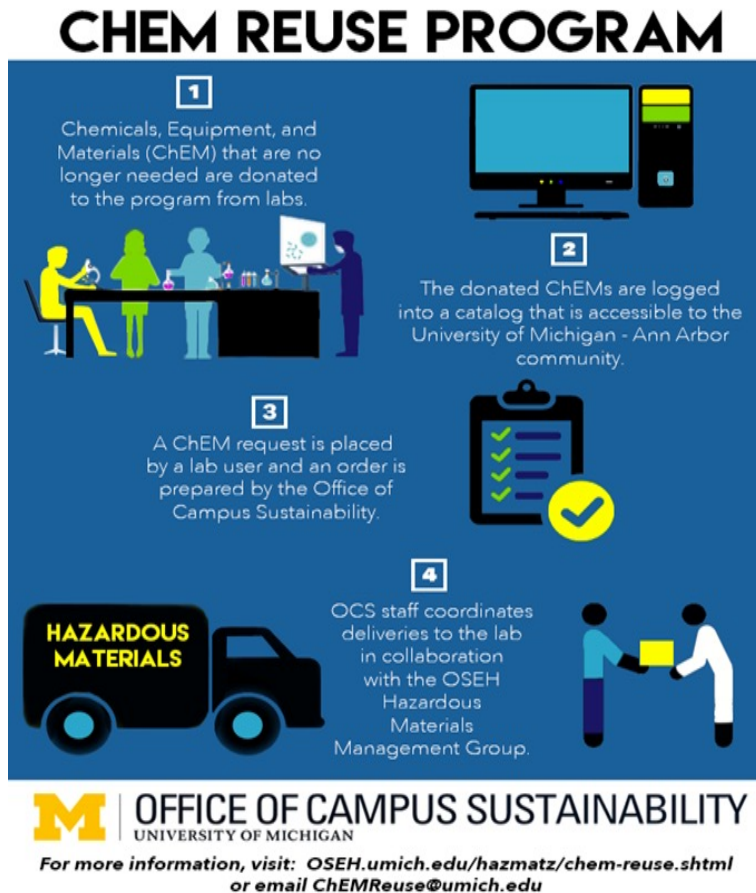 CHEM REUSE PROGRAM
1
Chemicals, Equipment, and
Materials (ChEM) that are no
longer needed are donated
to the program from labs.
2
The donated ChEMs are logged
into a catalog that is accessible to the
University of Michigan - Ann Arbor
community.
3
A ChEM request is placed
by a lab user and an order is
prepared by the Office of
Campus Sustainability.
4
OCS staff coordinates
deliveries to the lab
in collaboration
with the OSEH
Hazardous
Materials
Management Group.
HAZARDOUS
MATERIALS
M
OFFICE OF CAMPUS SUSTAINABILITY
UNIVERSITY OF MICHIGAN
For more information, visit: OSEH.umich.edu/hazmatz/chem-reuse.shtml
or email ChEMReuse@umich.edu